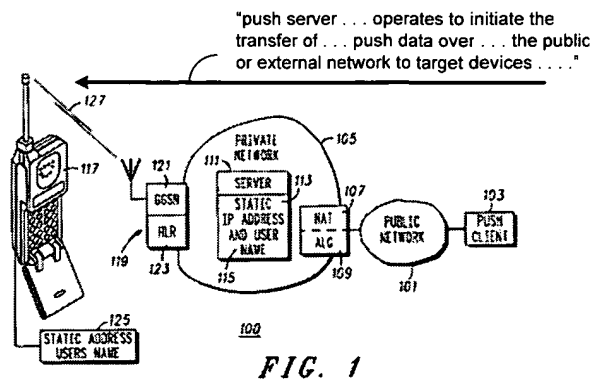 "push server . . . operates to initiate the
transfer of . . . push data over . . . the public
or external network to target devices . . . ."
127
117
121
GGSN
HLR
119
123
PRIVATE
NETWORK
105
111
SERVER
113
STATIC
IP ADDRESS
AND USER
NAME
115
107
NAT
ALG
109
PUBLIC
NETWORK
101
103
PUSH
CLIENT
125
STATIC ADDRESS
USERS NAME
100
FIG. 1